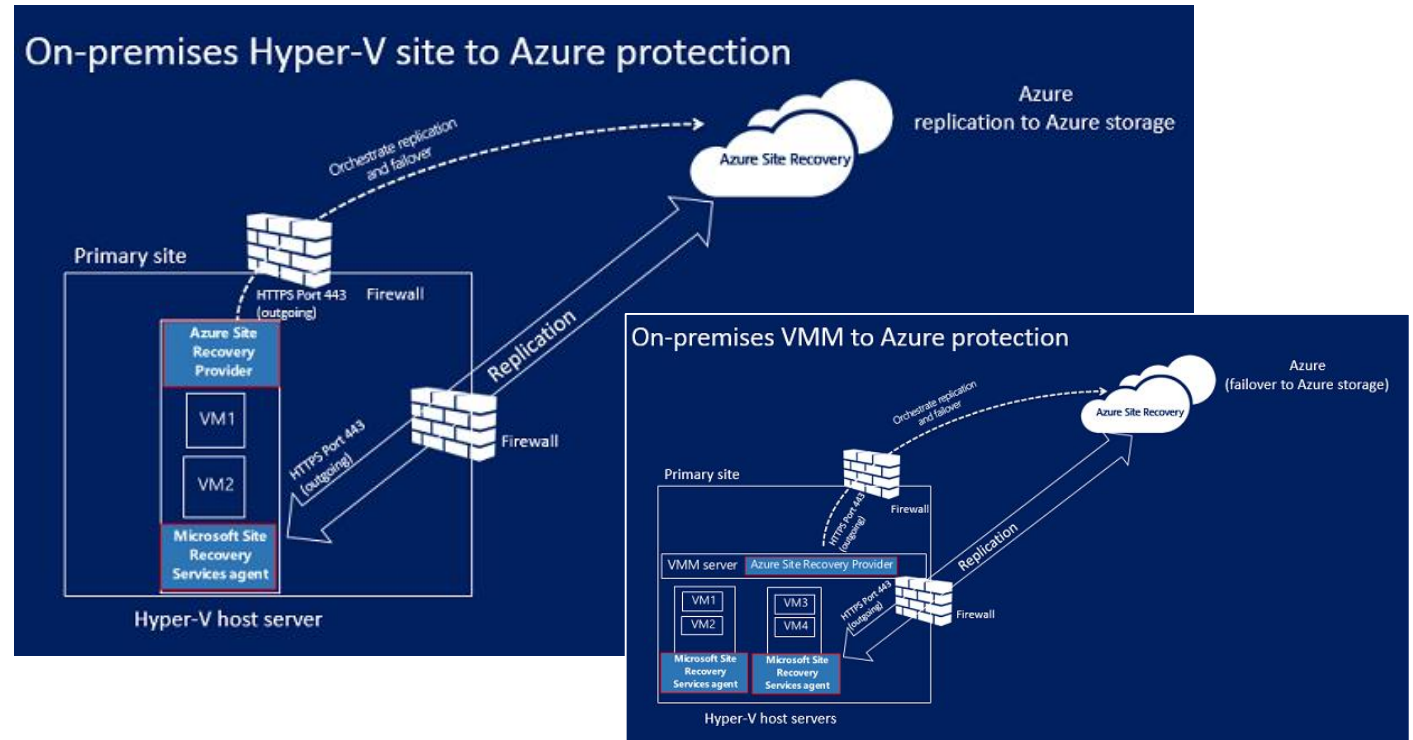 On-premises Hyper-V site to Azure protection
Azure
replication to Azure storage
Azure Site Recovery
Orchestrate replication
and failover
Primary site
HTTPS Port 443
(outgoing)
Firewall
Azure Site
Recovery
Provider
VM1
VM2
Microsoft Site
Recovery
Services agent
Replication
HTTPS Port 443
(outgoing)
Firewall
Hyper-V host server
On-premises VMM to Azure protection
Azure
(failover to Azure storage)
Azure Site Recovery
Orchestrate replication
and failover
Primary site
HTTPS Port 443
(outgoing)
Firewall
VMM server
Azure Site Recovery Provider
VM1
VM2
VM3
VM4
Microsoft Site
Recovery
Services agent
Microsoft Site
Recovery
Services agent
Replication
HTTPS Port 443
(outgoing)
Firewall
Hyper-V host servers